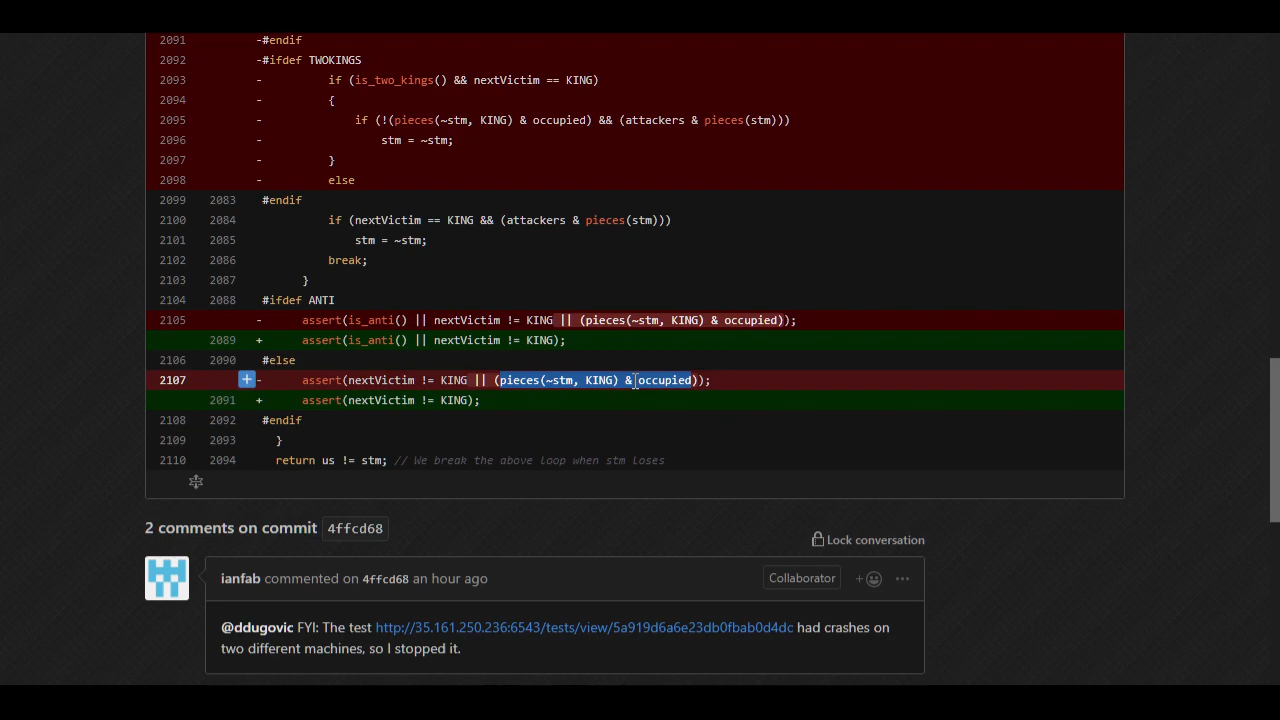 2091 -#endif
2092 -#ifdef TWOKINGS
2093 - if (is_two_kings() && nextVictim == KING)
2094 - {
2095 - if (!(pieces(~stm, KING) & occupied) && (attackers & pieces(stm)))
2096 - stm = ~stm;
2097 - }
2098 - else
2099 2083 #endif
2100 2084 if (nextVictim == KING && (attackers & pieces(stm)))
2101 2085 stm = ~stm;
2102 2086 break;
2103 2087 }
2104 2088 #ifdef ANTI
2105 - assert(is_anti() || nextVictim != KING || (pieces(~stm, KING) & occupied));
2089 + assert(is_anti() || nextVictim != KING);
2106 2090 #else
2107 + - assert(nextVictim != KING || (pieces(~stm, KING) & occupied));
2091 + assert(nextVictim != KING);
2108 2092 #endif
2109 2093 }
2110 2094 return us != stm; // We break the above loop when stm loses
2 comments on commit 4ffcd68
Lock conversation
ianfab commented on 4ffcd68 an hour ago Collaborator + ...
@ddugovic FYI: The test http://35.161.250.236:6543/tests/view/5a919d6a6e23db0fbab0d4dc had crashes on
two different machines, so I stopped it.